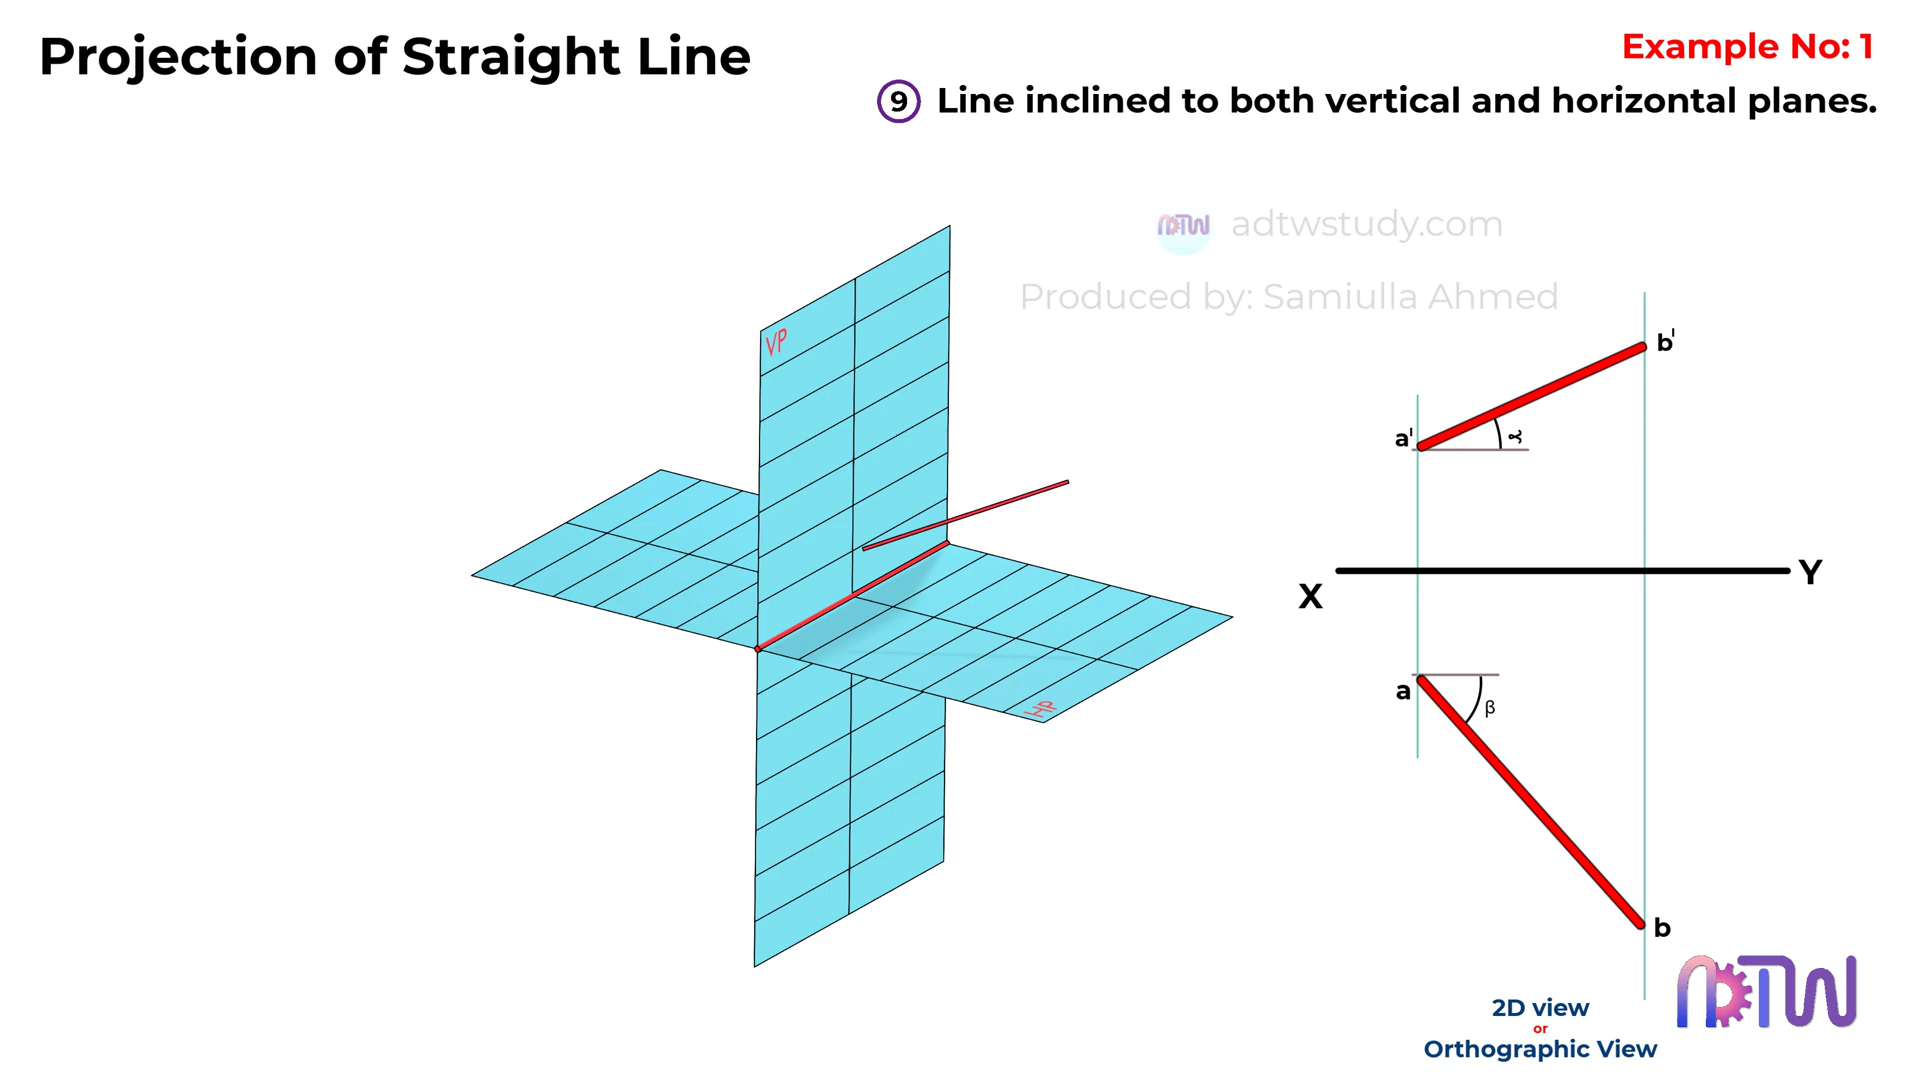 Projection of Straight Line
Example No: 1
9 Line inclined to both vertical and horizontal planes.
adtwstudy.com
Produced by: Samiulla Ahmed
VP
HP
b'
a'
α
X
Y
a
β
b
2D view
or
Orthographic View
ADTW